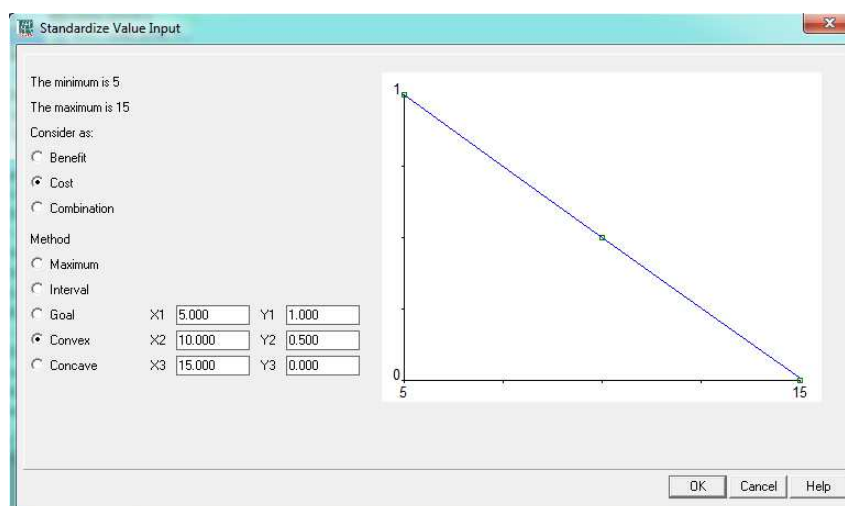 Standardize Value Input
The minimum is 5
The maximum is 15
Consider as:
Benefit
Cost
Combination
Method
Maximum
Interval
Goal X1 5.000 Y1 1.000
Convex X2 10.000 Y2 0.500
Concave X3 15.000 Y3 0.000
1
0
5 15
OK Cancel Help